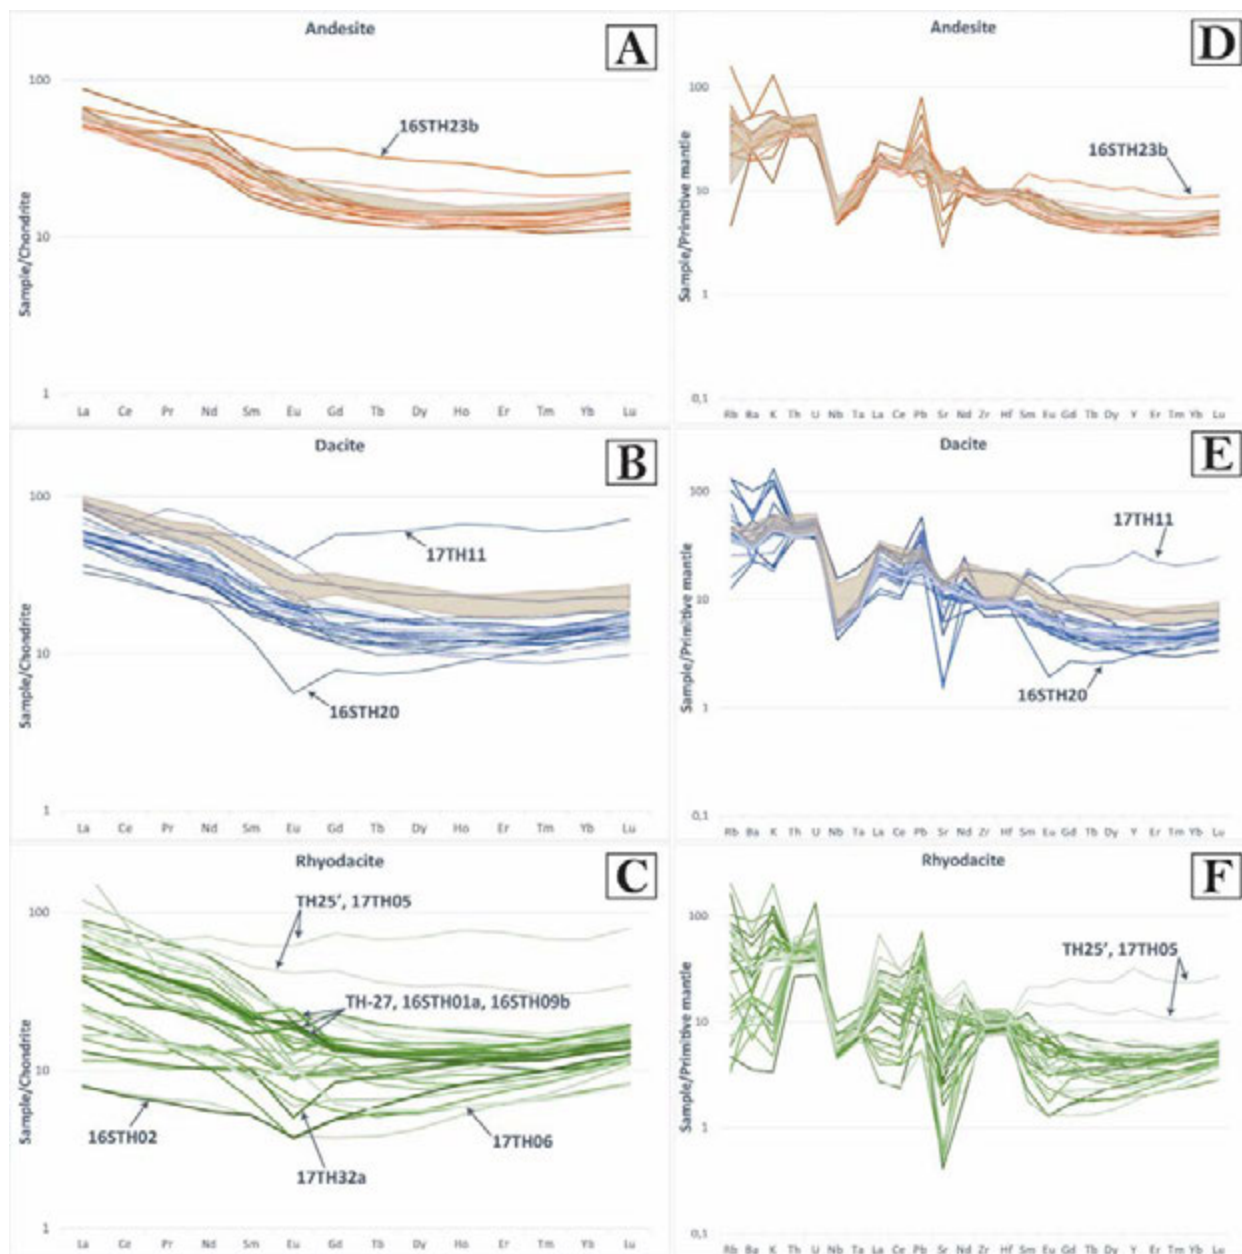 Andesite
A
Sample/Chondrite
100
16STH23b
10
1
La Ce Pr Nd Sm Eu Gd Tb Dy Ho Er Tm Yb Lu
Andesite
D
Sample/Primitive mantle
100
16STH23b
10
1
0,1
Rb Ba K Th U Nb Ta La Ce Pb Sr Nd Zr Hf Sm Eu Gd Tb Dy Y Er Tm Yb Lu
Dacite
B
Sample/Chondrite
100
17TH11
10
16STH20
1
La Ce Pr Nd Sm Eu Gd Tb Dy Ho Er Tm Yb Lu
Dacite
E
Sample/Primitive mantle
100
17TH11
10
16STH20
1
0,1
Rb Ba K Th U Nb Ta La Ce Pb Sr Nd Zr Hf Sm Eu Gd Tb Dy Y Er Tm Yb Lu
Rhyodacite
C
Sample/Chondrite
TH25’, 17TH05
100
TH-27, 16STH01a, 16STH09b
10
16STH02
17TH06
17TH32a
1
La Ce Pr Nd Sm Eu Gd Tb Dy Ho Er Tm Yb Lu
Rhyodacite
F
Sample/Primitive mantle
100
TH25’, 17TH05
10
1
0,1
Rb Ba K Th U Nb Ta La Ce Pb Sr Nd Zr Hf Sm Eu Gd Tb Dy Y Er Tm Yb Lu